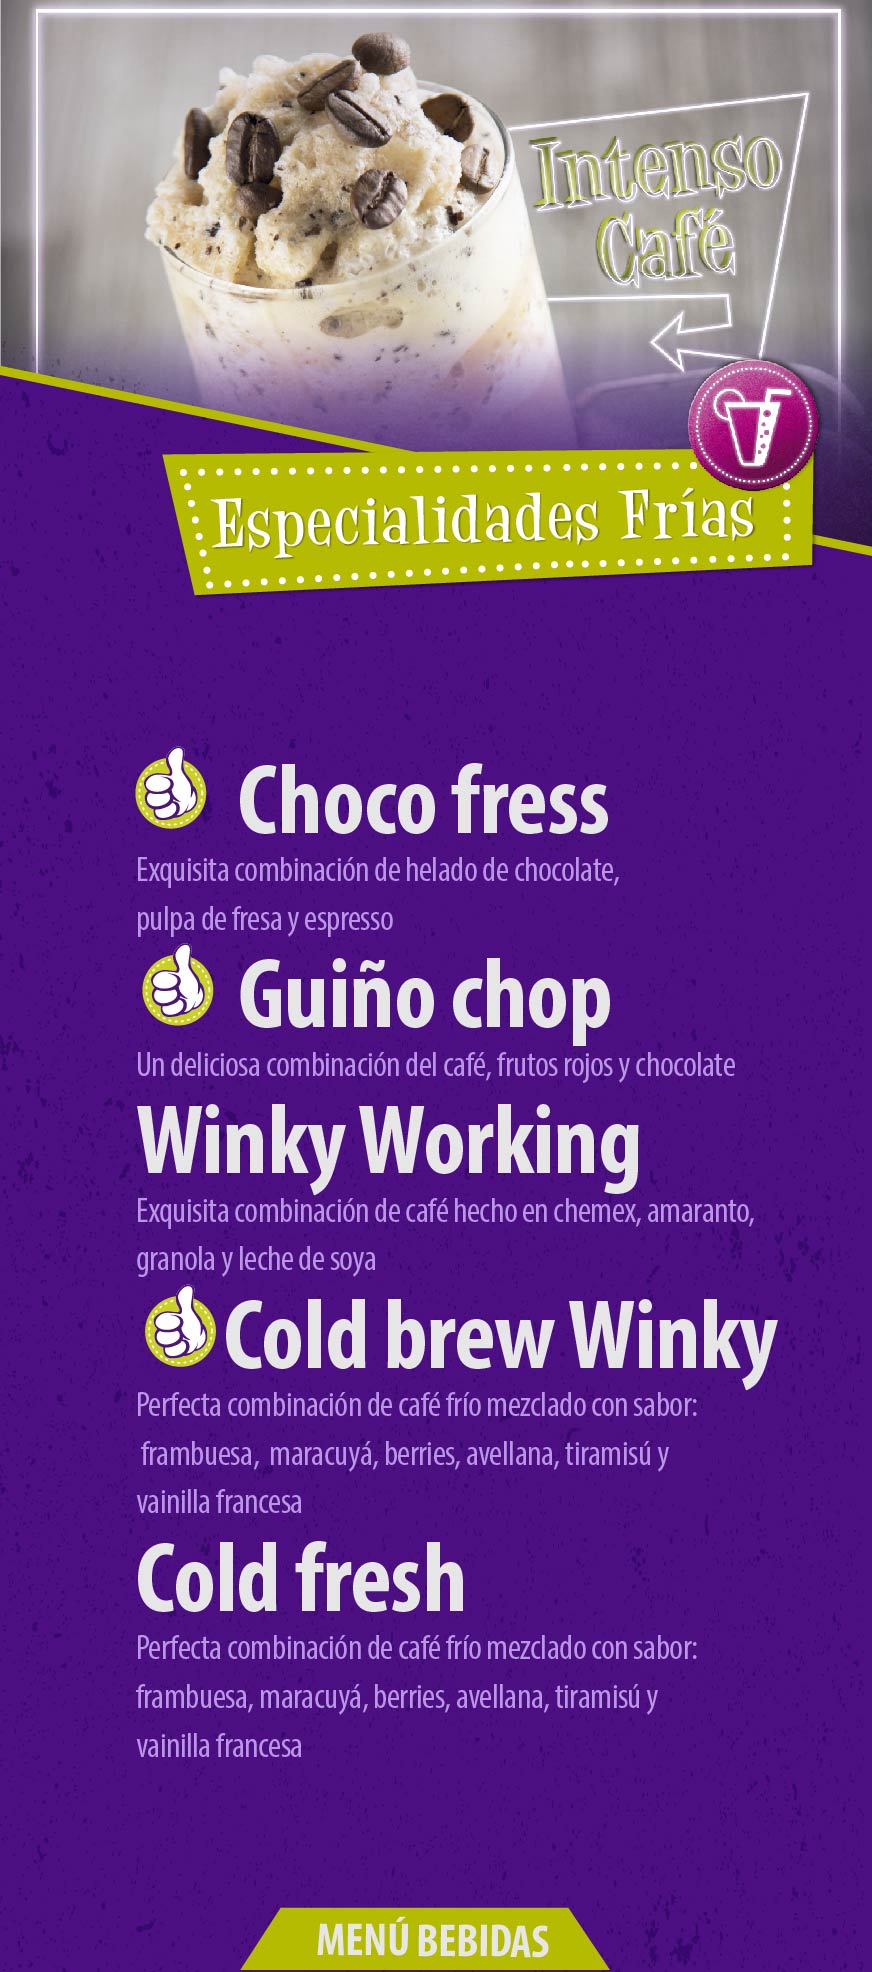 Intenso
Café
Especialidades Frías
Choco fress
Exquisita combinación de helado de chocolate,
pulpa de fresa y espresso
Guiño chop
Un deliciosa combinación del café, frutos rojos y chocolate
Winky Working
Exquisita combinación de café hecho en chemex, amaranto,
granola y leche de soya
Cold brew Winky
Perfecta combinación de café frío mezclado con sabor:
frambuesa, maracuyá, berries, avellana, tiramisú y
vainilla francesa
Cold fresh
Perfecta combinación de café frío mezclado con sabor:
frambuesa, maracuyá, berries, avellana, tiramisú y
vainilla francesa
MENÚ BEBIDAS